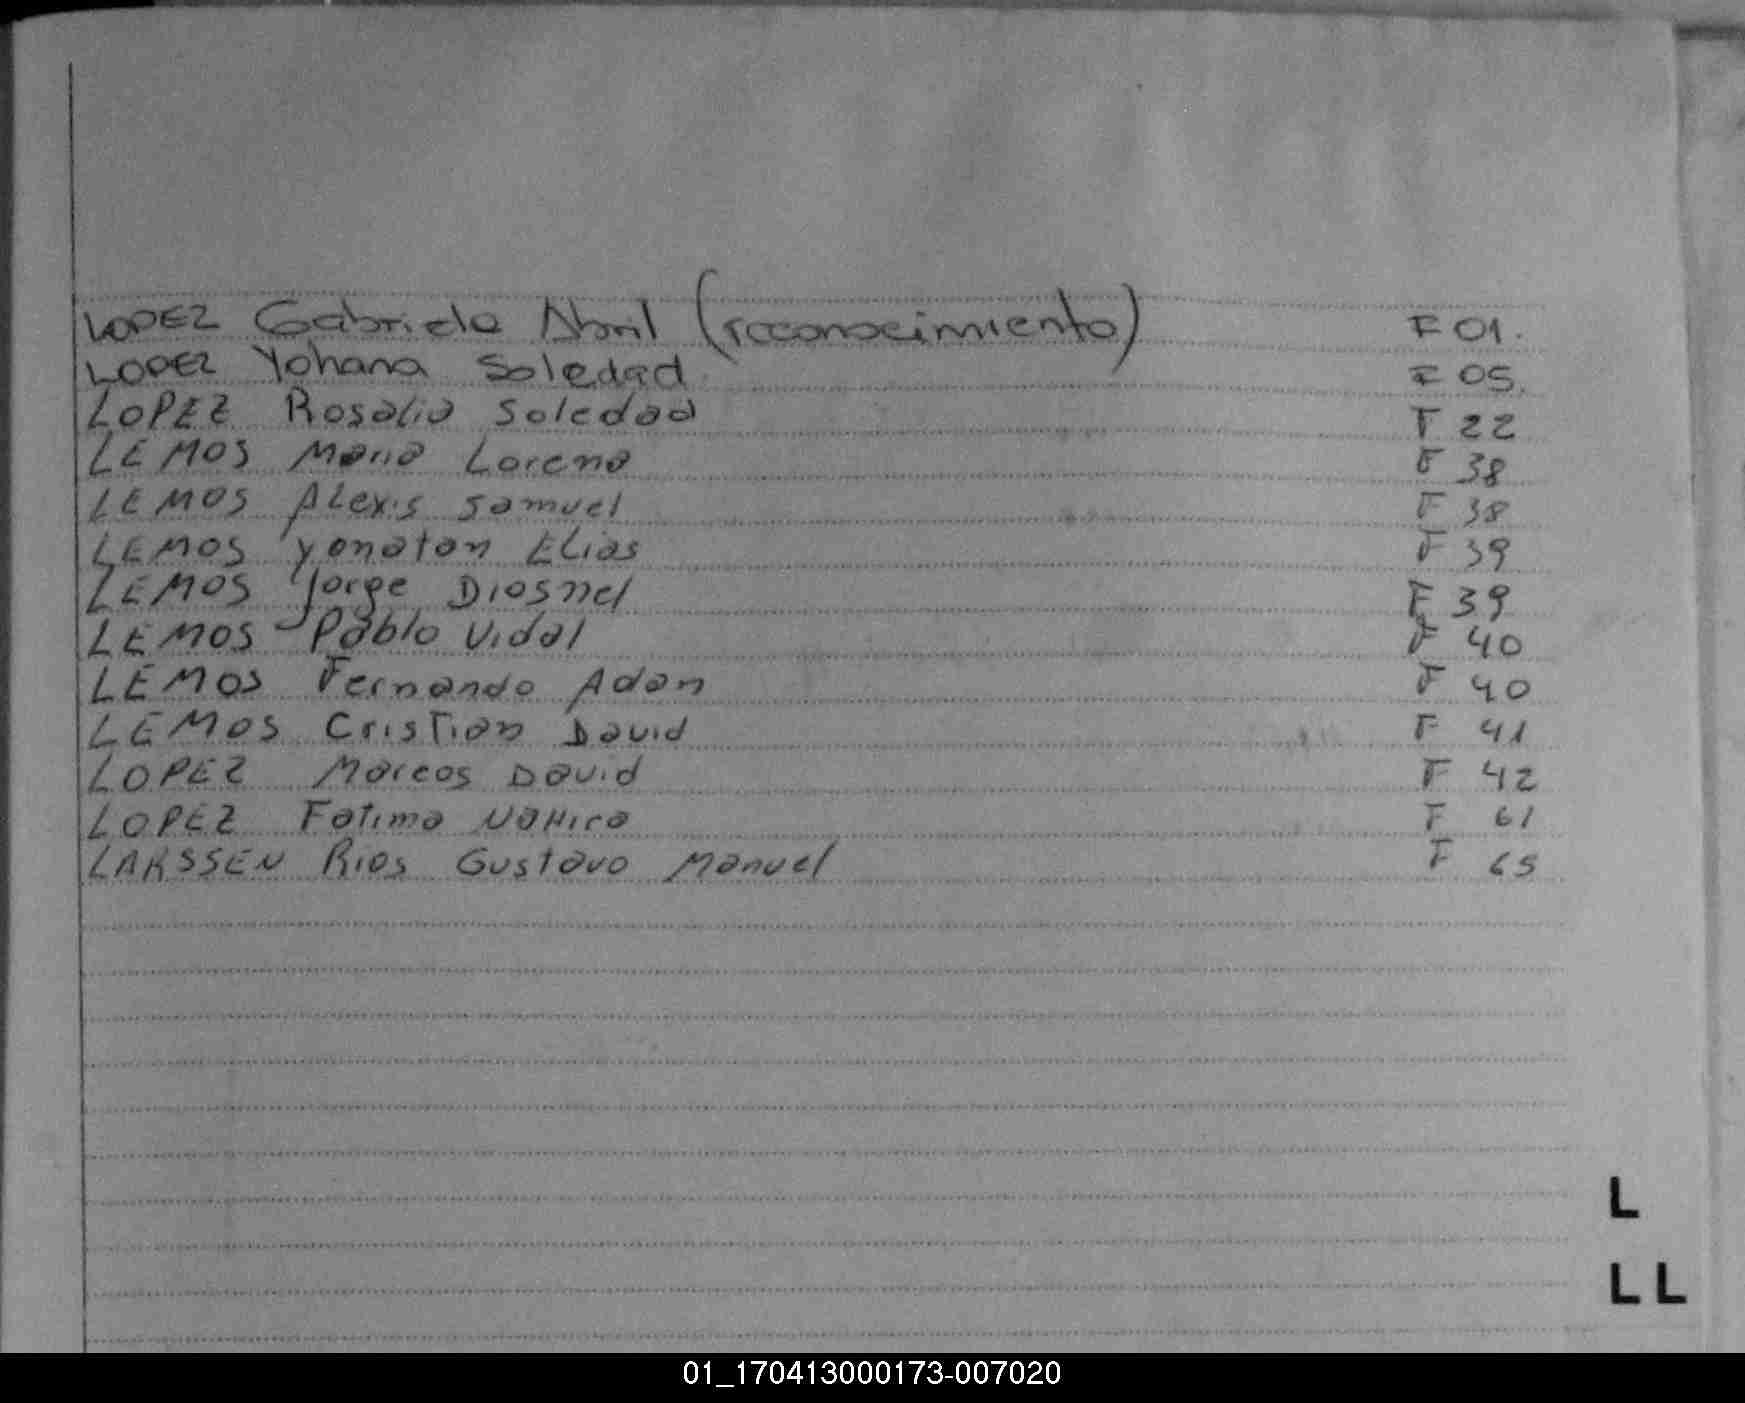 LOPEZ Gabriela Abril (reconocimiento) F 01.
LOPEZ Yohana Soledad F 05.
LOPEZ Rosalia Soledad F 22
LEMOS Maria Lorena F 38
LEMOS Alexis Samuel F 38
LEMOS Yonatan Elias F 39
LEMOS Jorge Diosnel F 39
LEMOS Pablo Vidal F 40
LEMOS Fernando Adan F 40
LEMOS Cristian David F 41
LOPEZ Marcos David F 42
LOPEZ Fatima Nahira F 61
LARSSEN Rios Gustavo Manuel F 65
L
LL
01_170413000173-007020